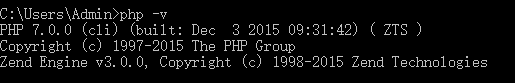 C:\Users\Admin>php -v
PHP 7.0.0 (cli) (built: Dec  3 2015 09:31:42) ( ZTS )
Copyright (c) 1997-2015 The PHP Group
Zend Engine v3.0.0, Copyright (c) 1998-2015 Zend Technologies